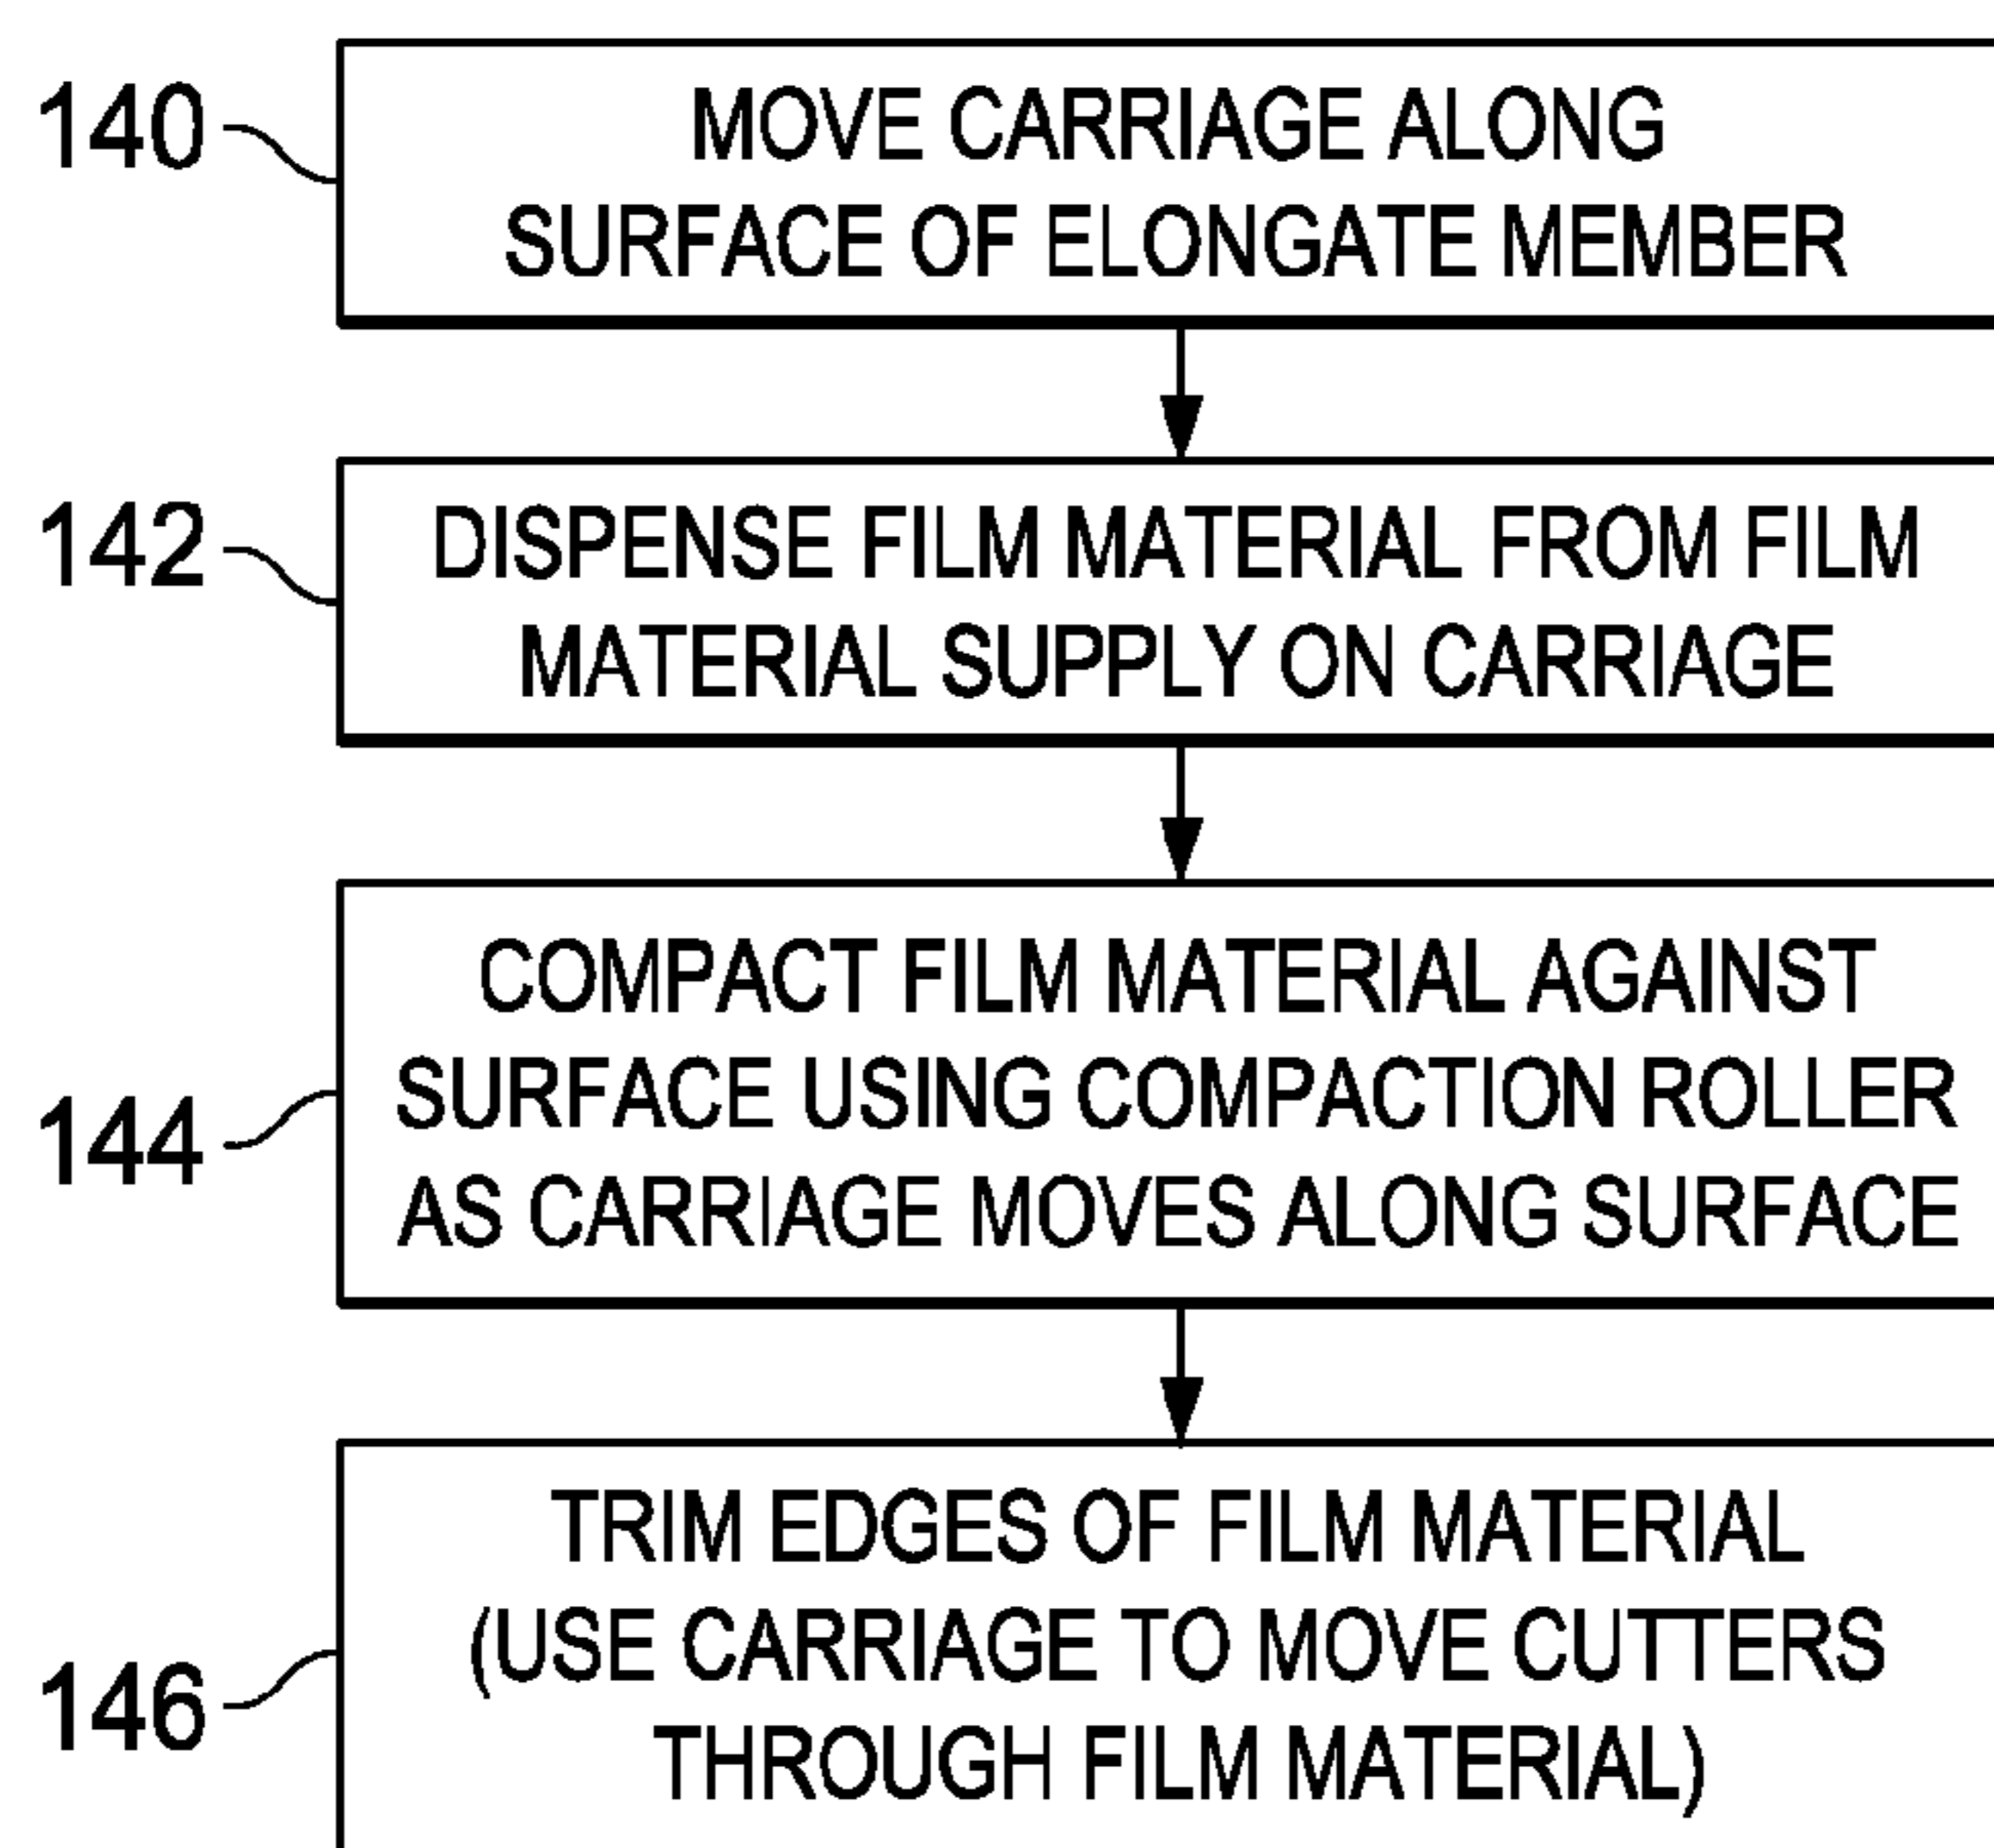 140
MOVE CARRIAGE ALONG
SURFACE OF ELONGATE MEMBER
142
DISPENSE FILM MATERIAL FROM FILM
MATERIAL SUPPLY ON CARRIAGE
144
COMPACT FILM MATERIAL AGAINST
SURFACE USING COMPACTION ROLLER
AS CARRIAGE MOVES ALONG SURFACE
146
TRIM EDGES OF FILM MATERIAL
(USE CARRIAGE TO MOVE CUTTERS
THROUGH FILM MATERIAL)